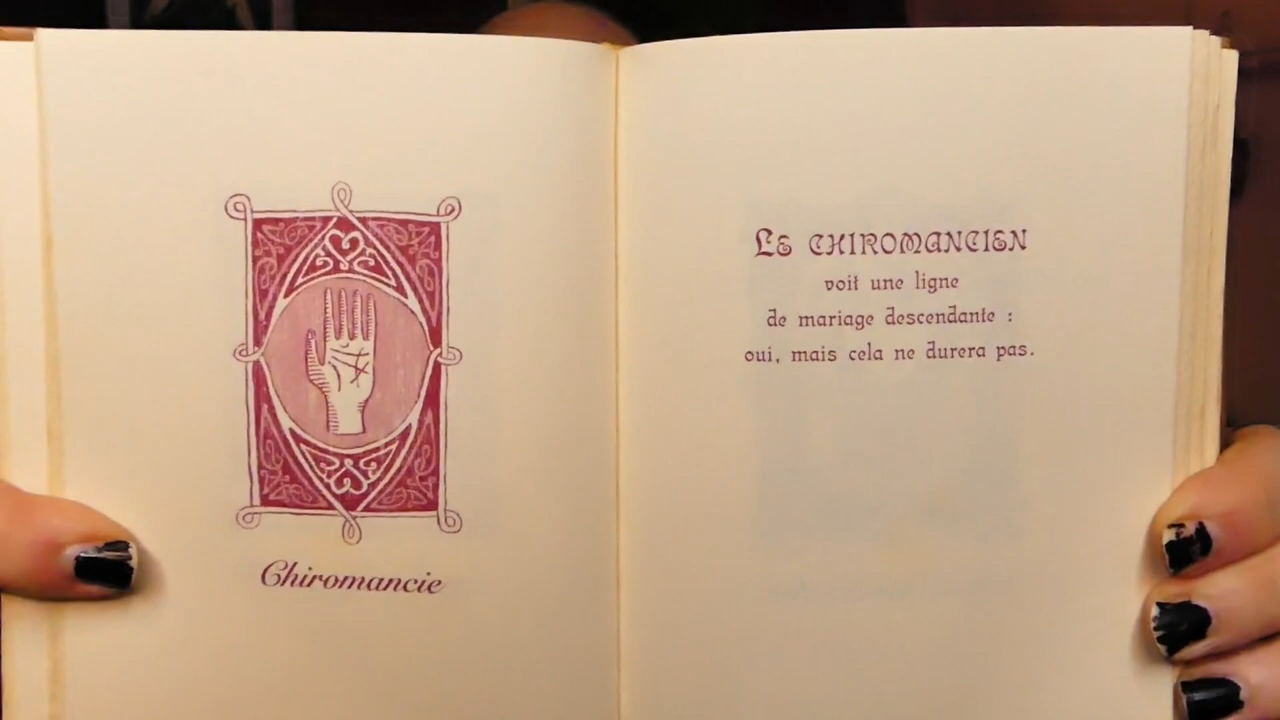 Chiromancie
Le chiromancien
voit une ligne
de mariage descendante :
oui, mais cela ne durera pas.